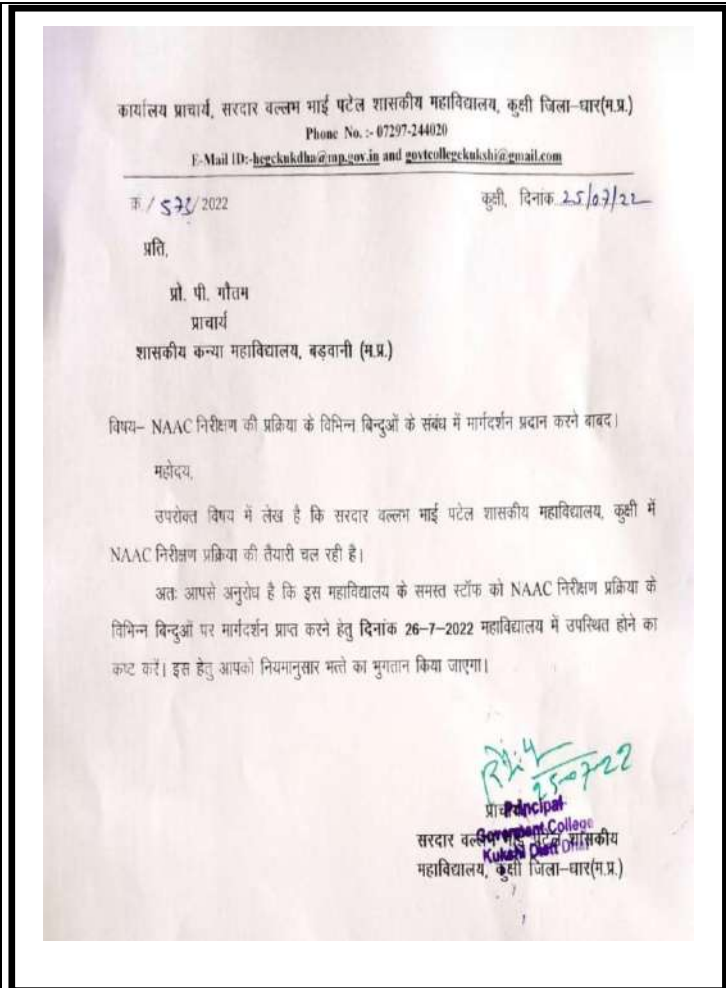 कार्यालय प्राचार्य, सरदार वल्लभ भाई पटेल शासकीय महाविद्यालय, कुक्षी जिला–धार(म.प्र.)
Phone No. :- 07297-244020
E-Mail ID:-hegckukdha@mp.gov.in and govtcollegekukshi@gmail.com
क्र./ /2022 कुक्षी, दिनांक 25/07/22
प्रति,
प्रो. पी. गौतम
प्राचार्य
शासकीय कन्या महाविद्यालय, बड़वानी (म.प्र.)
विषय– NAAC निरीक्षण की प्रक्रिया के विभिन्न बिन्दुओं के संबंध में मार्गदर्शन प्रदान करने बाबद।
महोदय,
उपरोक्त विषय में लेख है कि सरदार वल्लभ भाई पटेल शासकीय महाविद्यालय, कुक्षी में
NAAC निरीक्षण प्रक्रिया की तैयारी चल रही है।
अतः आपसे अनुरोध है कि इस महाविद्यालय के समस्त स्टॉफ को NAAC निरीक्षण प्रक्रिया के
विभिन्न बिन्दुओं पर मार्गदर्शन प्राप्त करने हेतु दिनांक 26–7–2022 महाविद्यालय में उपस्थित होने का
कष्ट करें। इस हेतु आपको नियमानुसार भत्ते का भुगतान किया जाएगा।
25-07-22
प्राचार्य
Principal
Government College
Kukshi Distt Dhar
सरदार वल्लभ भाई पटेल शासकीय
महाविद्यालय, कुक्षी जिला–धार(म.प्र.)